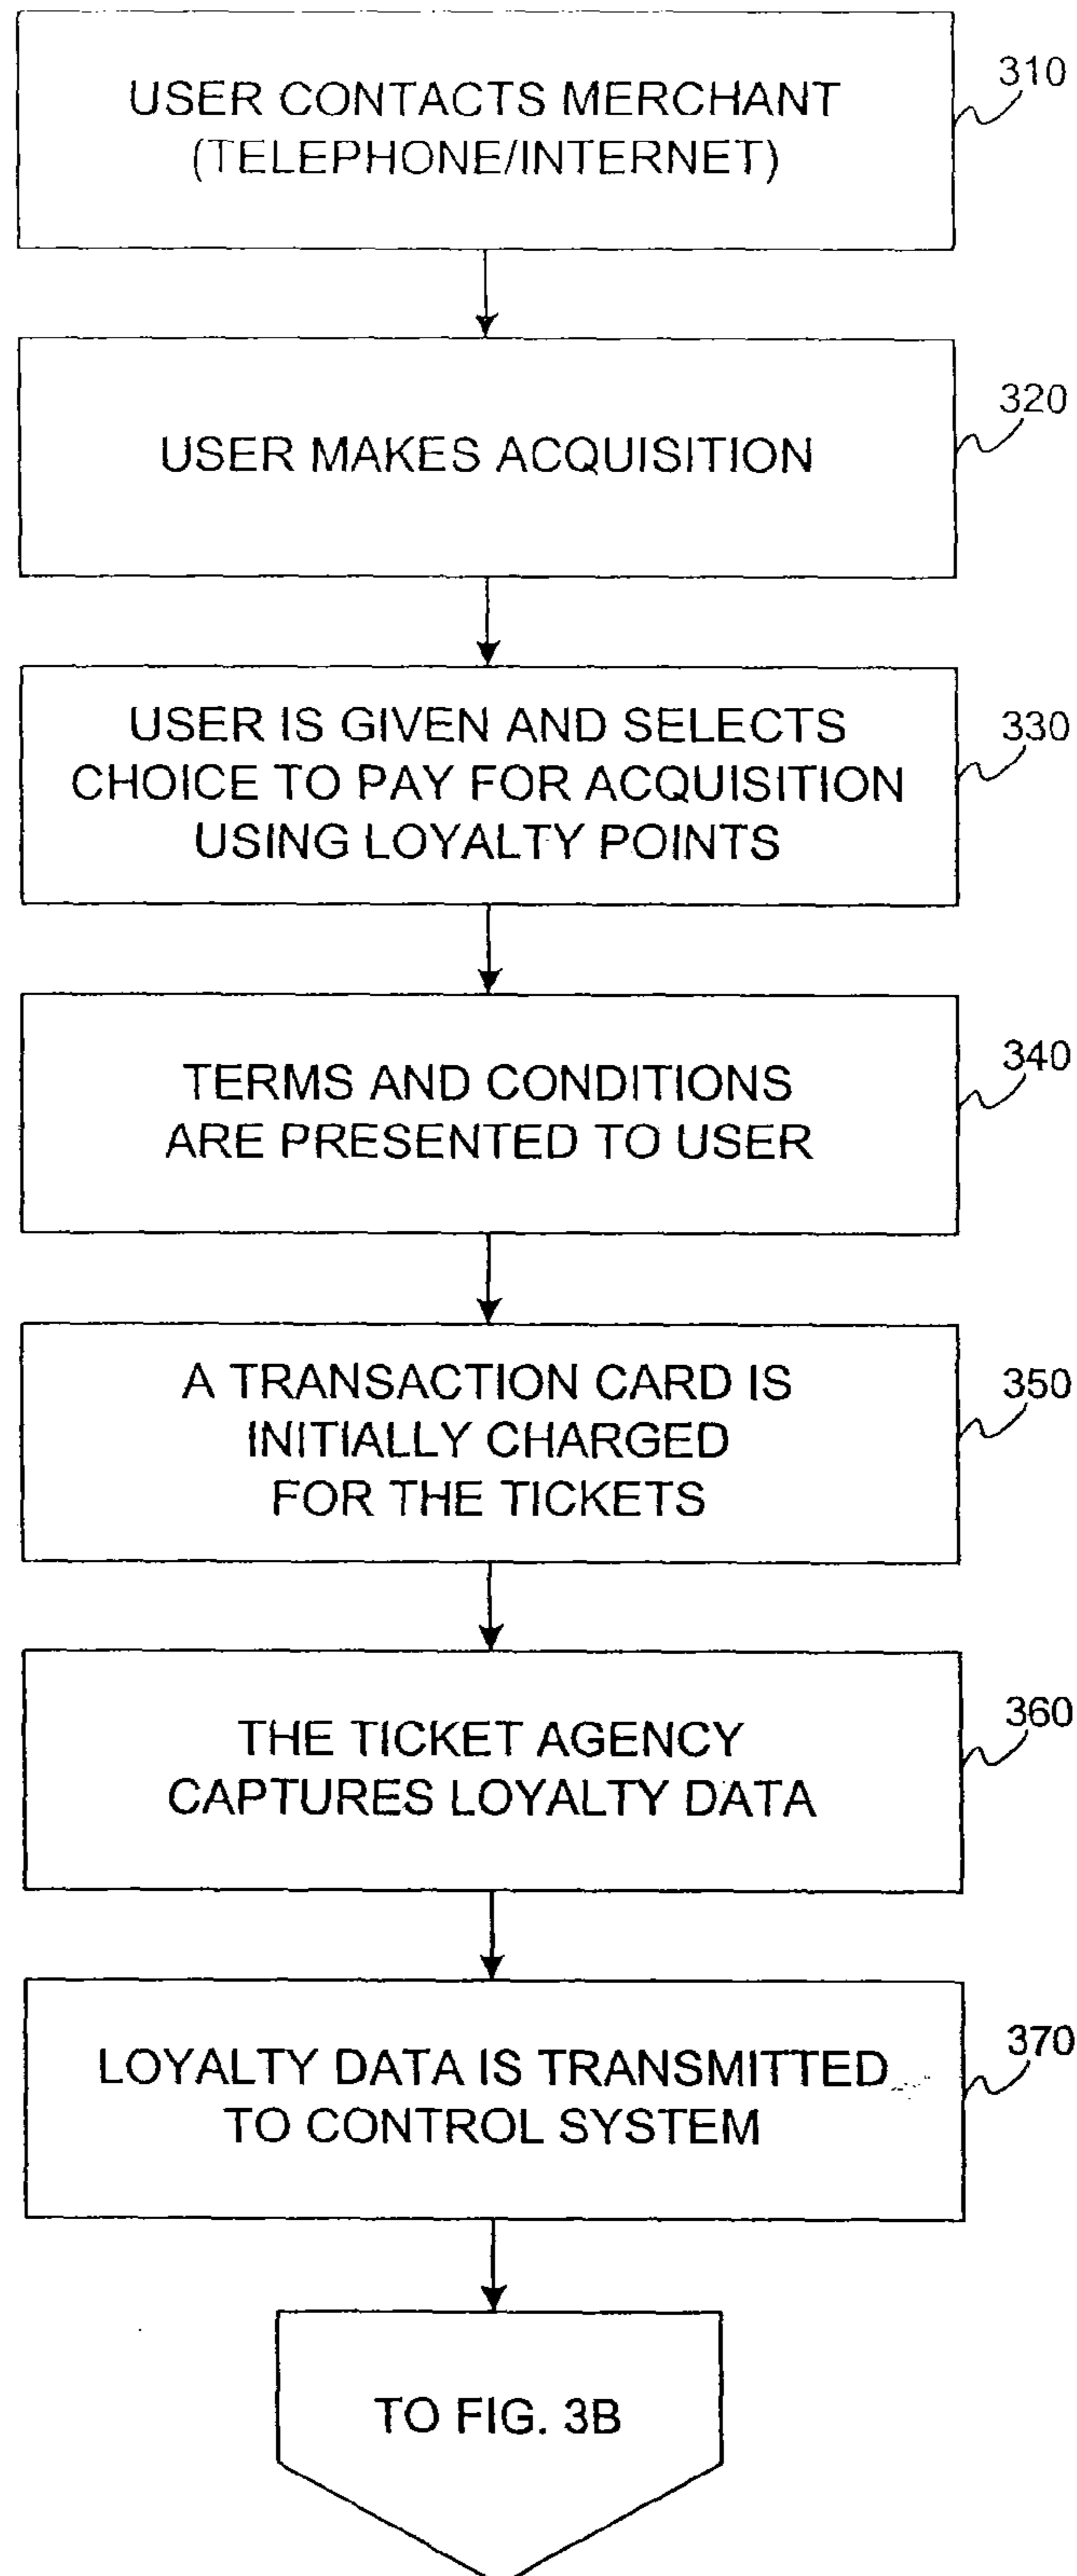 USER CONTACTS MERCHANT
(TELEPHONE/INTERNET)
310
USER MAKES ACQUISITION
320
USER IS GIVEN AND SELECTS
CHOICE TO PAY FOR ACQUISITION
USING LOYALTY POINTS
330
TERMS AND CONDITIONS
ARE PRESENTED TO USER
340
A TRANSACTION CARD IS
INITIALLY CHARGED
FOR THE TICKETS
350
THE TICKET AGENCY
CAPTURES LOYALTY DATA
360
LOYALTY DATA IS TRANSMITTED
TO CONTROL SYSTEM
370
TO FIG. 3B